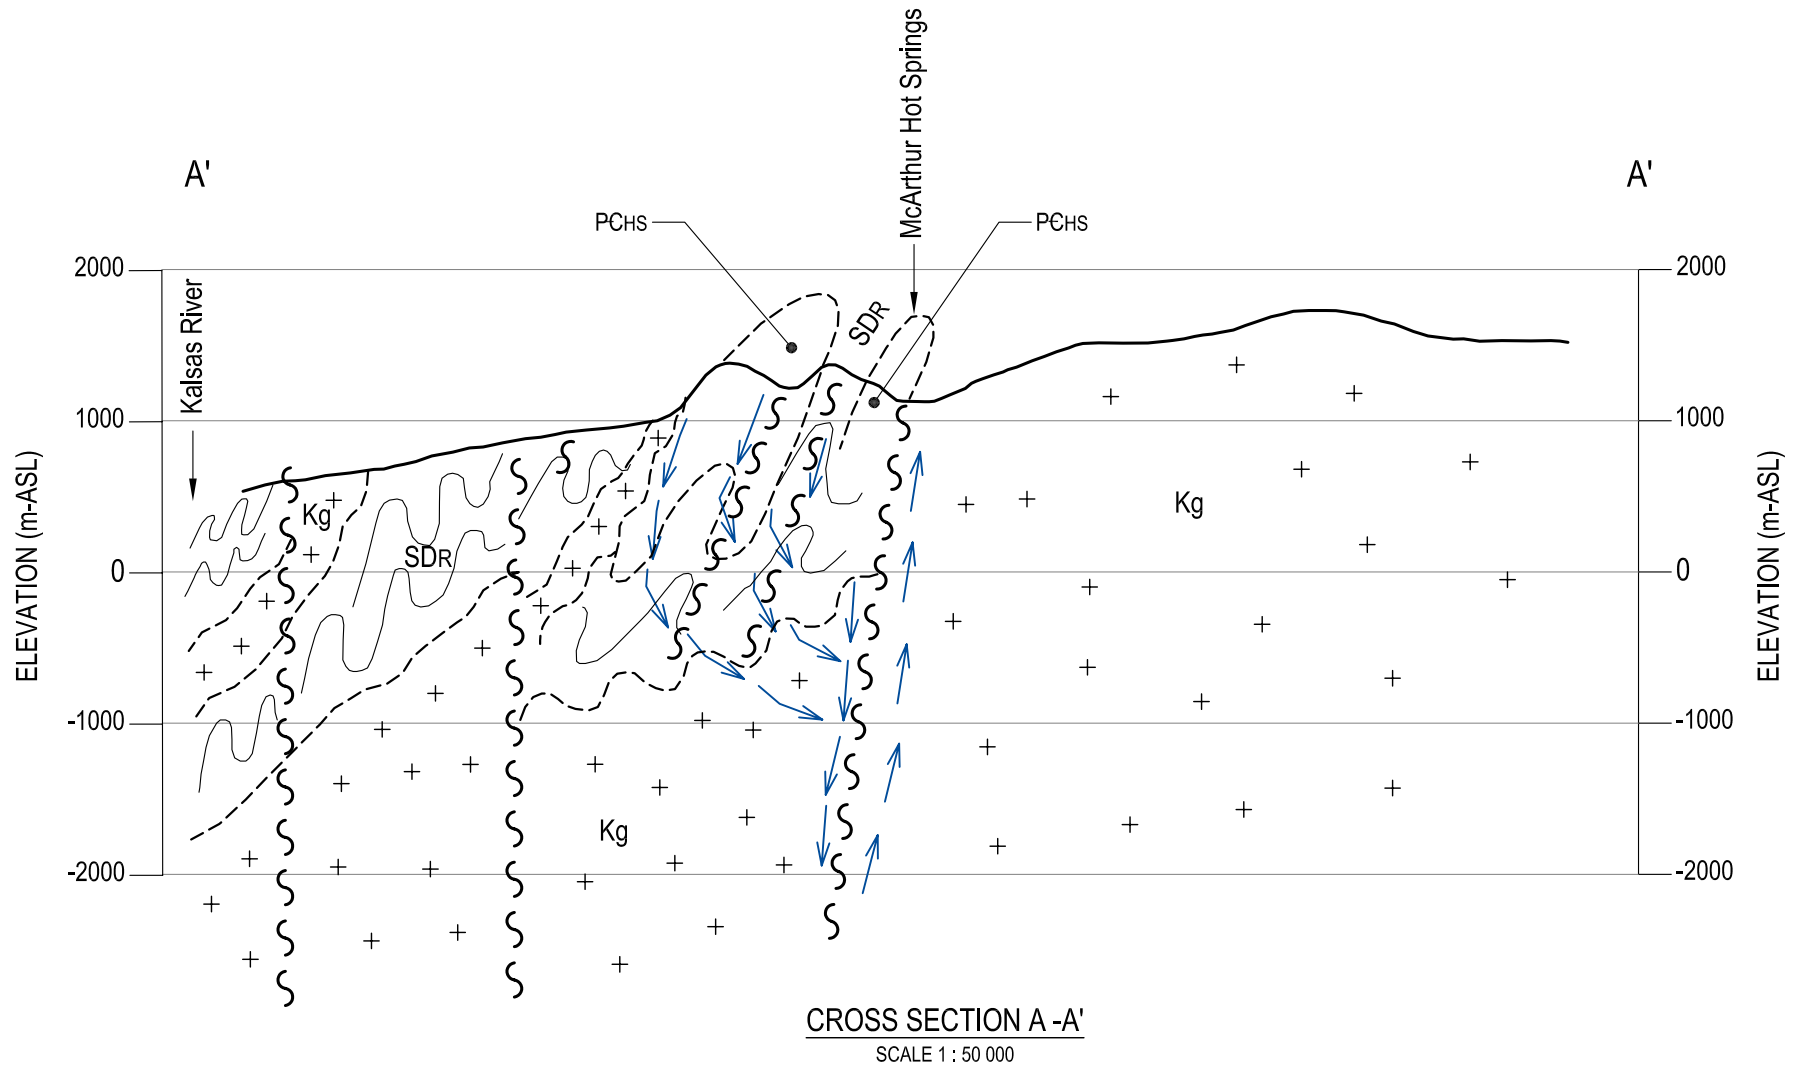 McArthur Hot Springs
A'
A'
PЄHS
PЄHS
2000
2000
Kalsas River
SDR
1000
1000
ELEVATION (m-ASL)
ELEVATION (m-ASL)
Kg
Kg
SDR
0
0
-1000
-1000
Kg
-2000
-2000
CROSS SECTION A -A'
SCALE 1 : 50 000